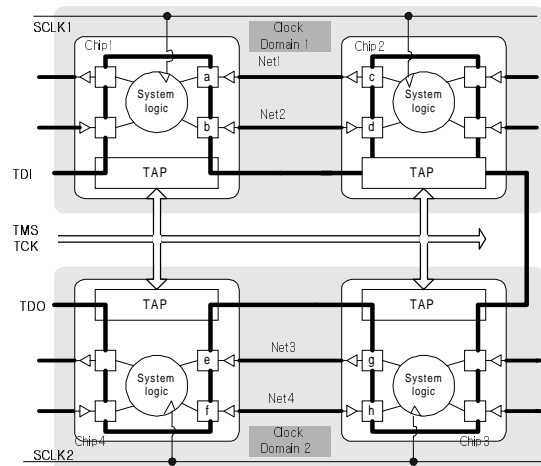 SCLK1
Clock
Domain 1
Chip1
Chip2
Net1
a
c
System
logic
System
logic
Net2
b
d
TDI
TAP
TAP
TMS
TCK
TDO
TAP
TAP
Net3
e
g
System
logic
System
logic
Net4
f
h
Clock
Domain 2
Chip4
Chip3
SCLK2